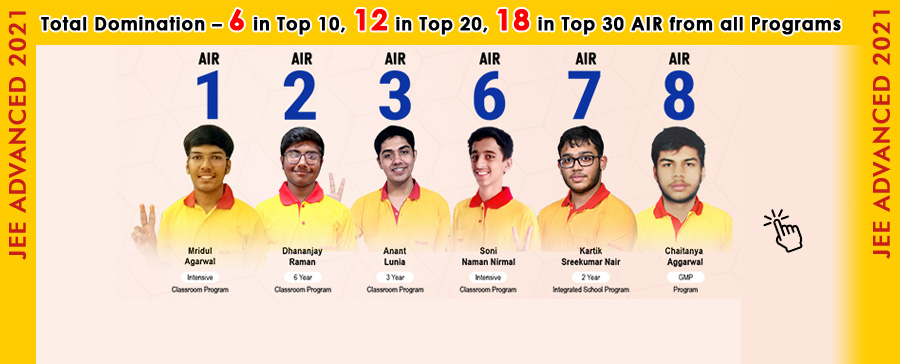 Total Domination – 6 in Top 10, 12 in Top 20, 18 in Top 30 AIR from all Programs
JEE ADVANCED 2021
AIR
1
Mridul
Agarwal
Intensive
Classroom Program
AIR
2
Dhananjay
Raman
6 Year
Classroom Program
AIR
3
Anant
Lunia
3 Year
Classroom Program
AIR
6
Soni
Naman Nirmal
Intensive
Classroom Program
AIR
7
Kartik
Sreekumar Nair
2 Year
Integrated School Program
AIR
8
Chaitanya
Aggarwal
GMP
Program
JEE ADVANCED 2021